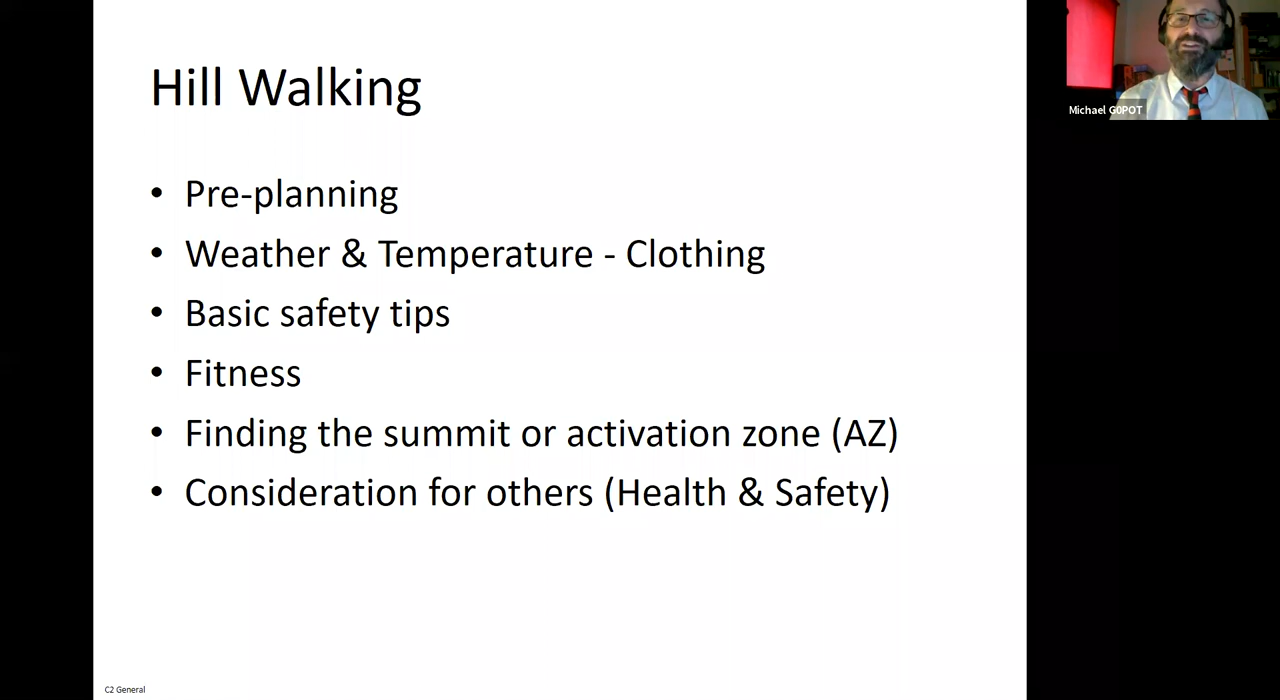 Hill Walking
• Pre-planning
• Weather & Temperature - Clothing
• Basic safety tips
• Fitness
• Finding the summit or activation zone (AZ)
• Consideration for others (Health & Safety)
C2 General
Michael G0POT